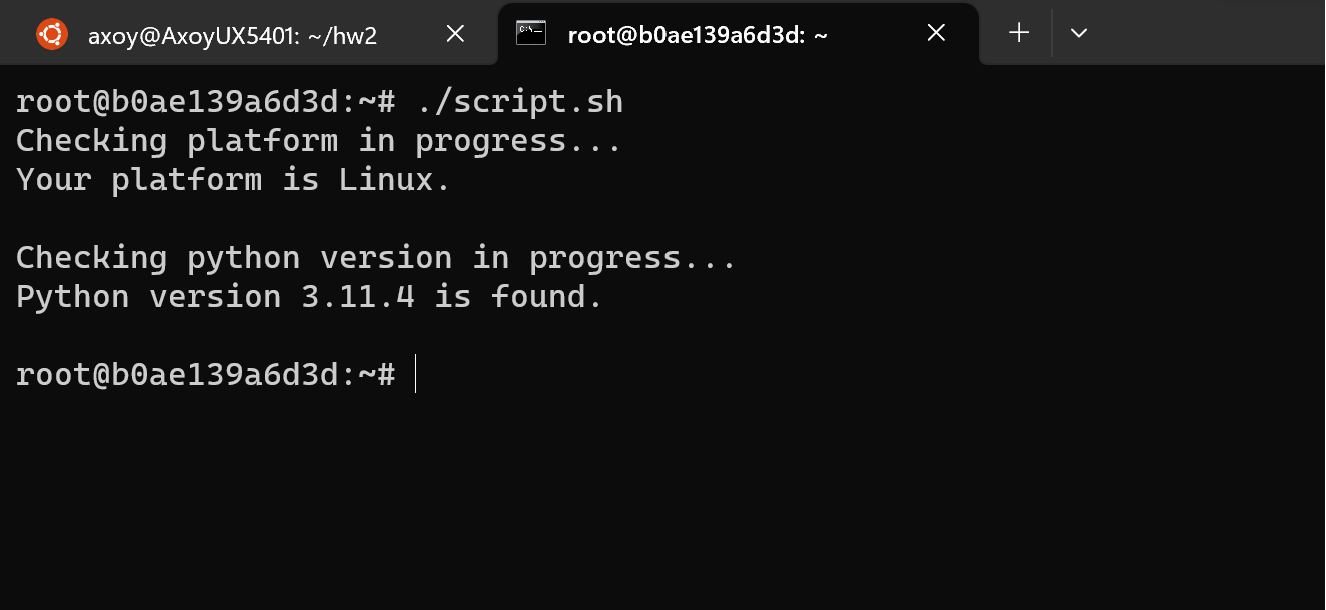 axoy@AxoyUX5401: ~/hw2
root@b0ae139a6d3d: ~
root@b0ae139a6d3d:~# ./script.sh
Checking platform in progress...
Your platform is Linux.
Checking python version in progress...
Python version 3.11.4 is found.
root@b0ae139a6d3d:~#